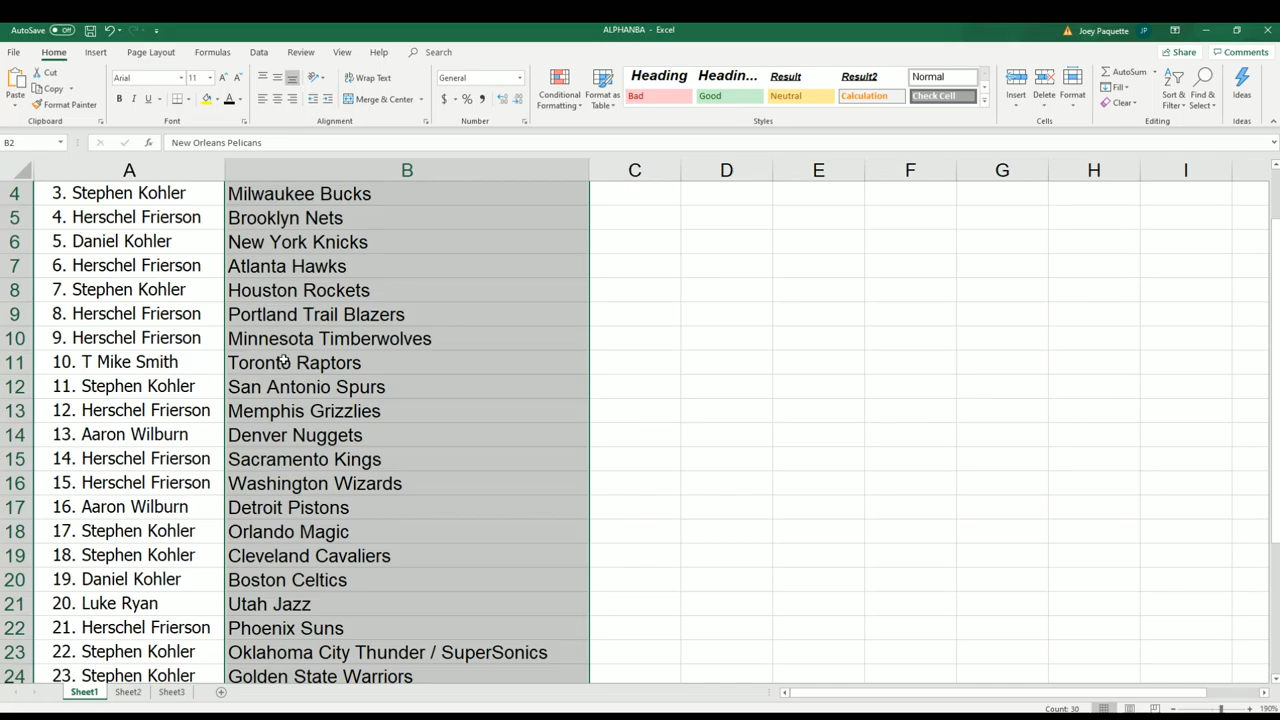 AutoSave Off
ALPHANBA - Excel
Joey Paquette JP
File Home Insert Page Layout Formulas Data Review View Help Search
Share Comments
Paste
Cut
Copy
Format Painter
Clipboard
Arial 11
B I U
Font
Wrap Text
Merge & Center
Alignment
General
$ % ,
Number
Conditional Formatting
Format as Table
Heading Headin... Result Result2 Normal
Bad Good Neutral Calculation Check Cell
Styles
Insert Delete Format
Cells
AutoSum
Fill
Clear
Sort & Filter
Find & Select
Editing
Ideas
Ideas
B2 fx New Orleans Pelicans
A B C D E F G H I
4 3. Stephen Kohler Milwaukee Bucks
5 4. Herschel Frierson Brooklyn Nets
6 5. Daniel Kohler New York Knicks
7 6. Herschel Frierson Atlanta Hawks
8 7. Stephen Kohler Houston Rockets
9 8. Herschel Frierson Portland Trail Blazers
10 9. Herschel Frierson Minnesota Timberwolves
11 10. T Mike Smith Toronto Raptors
12 11. Stephen Kohler San Antonio Spurs
13 12. Herschel Frierson Memphis Grizzlies
14 13. Aaron Wilburn Denver Nuggets
15 14. Herschel Frierson Sacramento Kings
16 15. Herschel Frierson Washington Wizards
17 16. Aaron Wilburn Detroit Pistons
18 17. Stephen Kohler Orlando Magic
19 18. Stephen Kohler Cleveland Cavaliers
20 19. Daniel Kohler Boston Celtics
21 20. Luke Ryan Utah Jazz
22 21. Herschel Frierson Phoenix Suns
23 22. Stephen Kohler Oklahoma City Thunder / SuperSonics
24 23. Stephen Kohler Golden State Warriors
Sheet1 Sheet2 Sheet3
Count: 30 190%